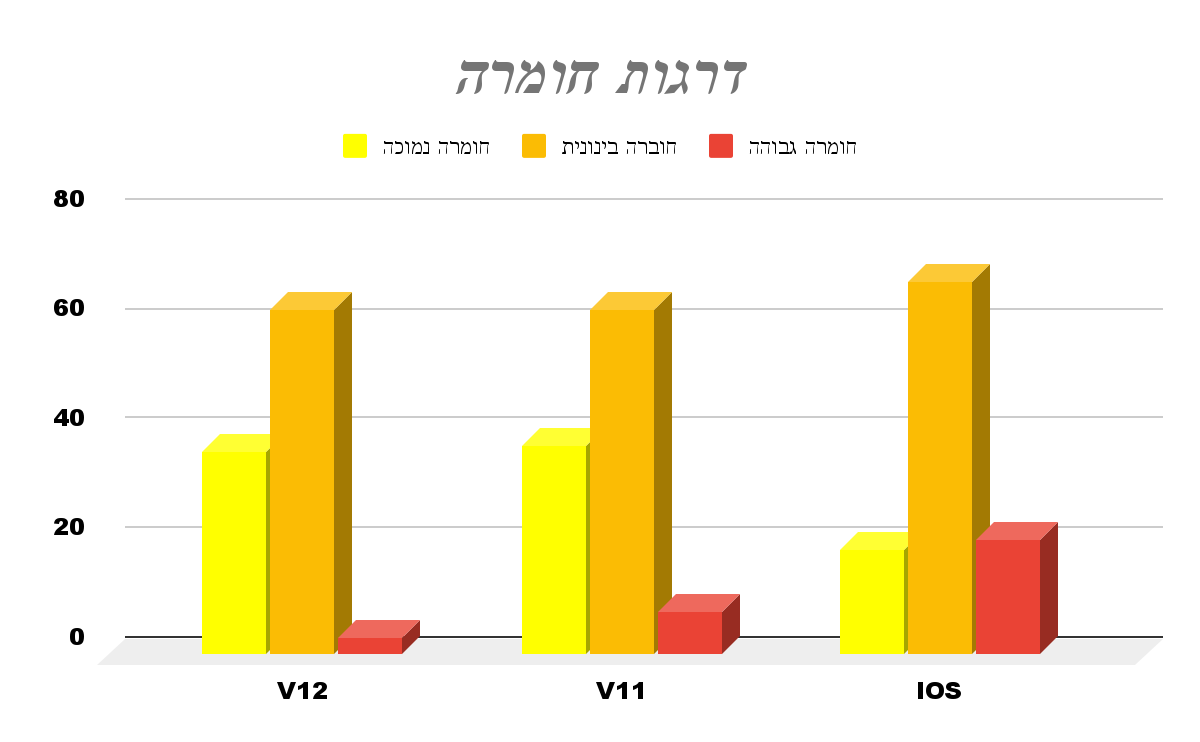 דרגות חומרה
חומרה נמוכה
חוברה בינונית
חומרה גבוהה
80
60
40
20
0
V12
V11
IOS